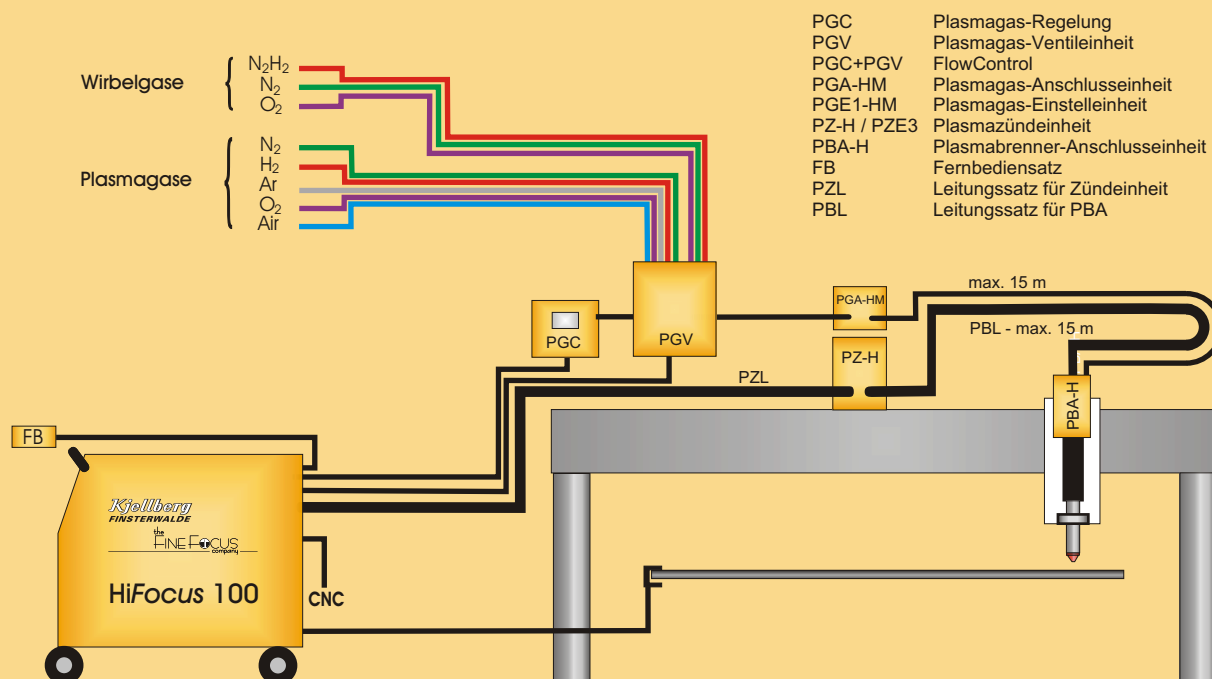 PGC Plasmagas-Regelung
PGV Plasmagas-Ventileinheit
PGC+PGV FlowControl
PGA-HM Plasmagas-Anschlusseinheit
PGE1-HM Plasmagas-Einstelleinheit
PZ-H / PZE3 Plasmazündeinheit
PBA-H Plasmabrenner-Anschlusseinheit
FB Fernbediensatz
PZL Leitungssatz für Zündeinheit
PBL Leitungssatz für PBA
Wirbelgase
N₂H₂
N₂
O₂
Plasmagase
N₂
H₂
Ar
O₂
Air
PGC
PGV
PGA-HM
max. 15 m
PBL - max. 15 m
PZ-H
PZL
PBA-H
FB
Kjellberg
FINSTERWALDE
the
FINE FOCUS
company
HiFocus 100
CNC